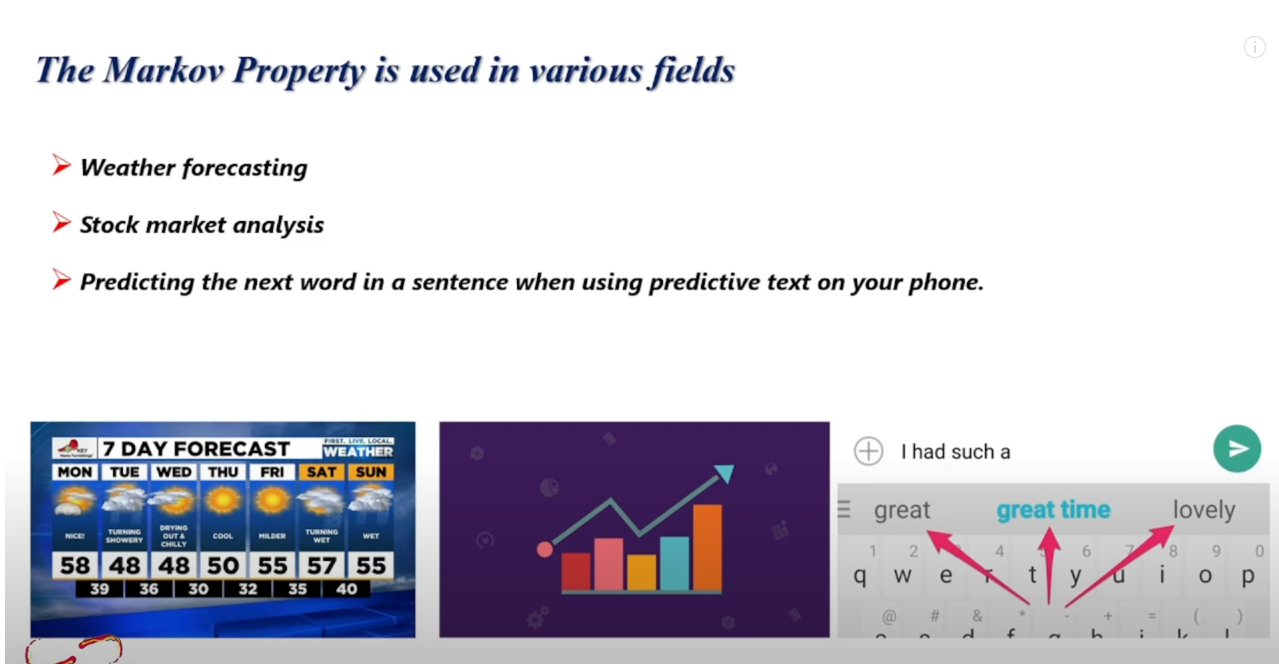 The Markov Property is used in various fields
Weather forecasting
Stock market analysis
Predicting the next word in a sentence when using predictive text on your phone.
7 DAY FORECAST
FIRST. LIVE. LOCAL.
WEATHER
MON TUE WED THU FRI SAT SUN
NICE! TURNING SHOWERY DRYING OUT & CHILLY COOL MILDER TURNING WET WET
58 48 48 50 55 57 55
39 36 30 32 35 40
I had such a
great great time lovely
1 2 4 5 6 7 8 9 0
q w e r t y u i o p
@ # & * - + = ( )